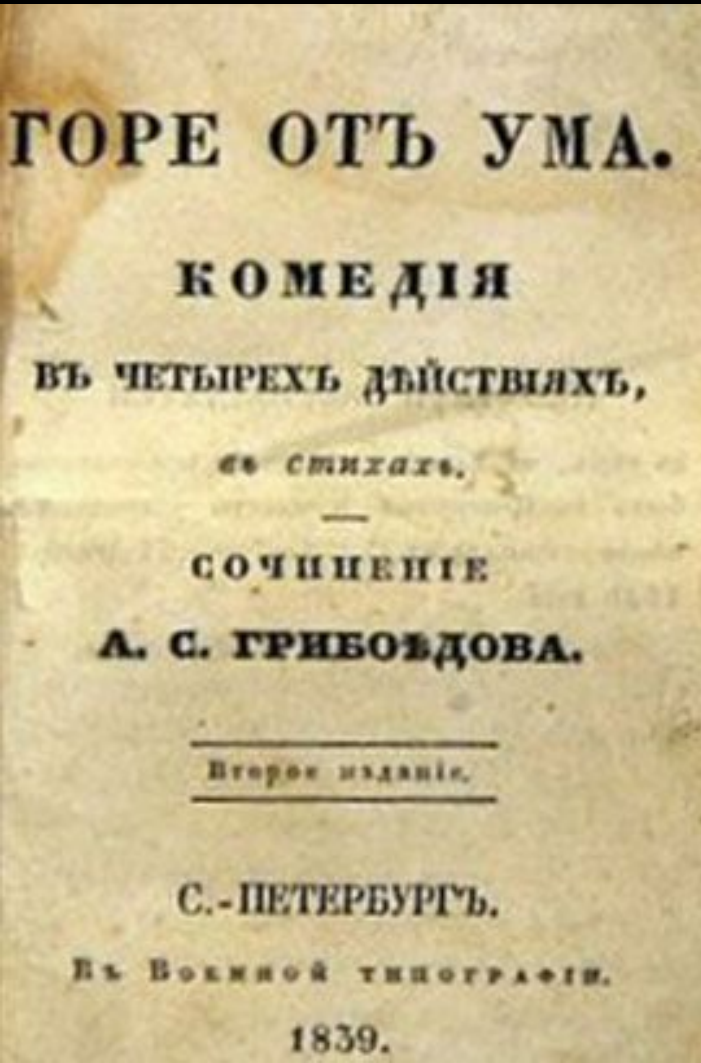 ГОРЕ ОТЪ УМА.
КОМЕДІЯ
ВЪ ЧЕТЫРЕХЪ ДѢЙСТВІЯХЪ,
въ стихахъ.
СОЧИНЕНІЕ
А. С. ГРИБОѢДОВА.
Второе изданіе.
С.-ПЕТЕРБУРГЪ.
Въ Военной типографіи.
1839.